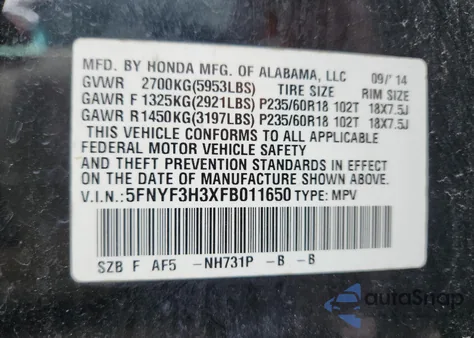 MFD. BY HONDA MFG. OF ALABAMA, LLC 09/' 14
GVWR 2700KG(5953LBS) TIRE SIZE RIM SIZE
GAWR F 1325KG(2921LBS) P235/60R18 102T 18X7.5J
GAWR R 1450KG(3197LBS) P235/60R18 102T 18X7.5J
THIS VEHICLE CONFORMS TO ALL APPLICABLE
FEDERAL MOTOR VEHICLE SAFETY
AND THEFT PREVENTION STANDARDS IN EFFECT
ON THE DATE OF MANUFACTURE SHOWN ABOVE.
V.I.N.: 5FNYF3H3XFB011650 TYPE: MPV
SZB F AF5 -NH731P -B -B
autaSnap